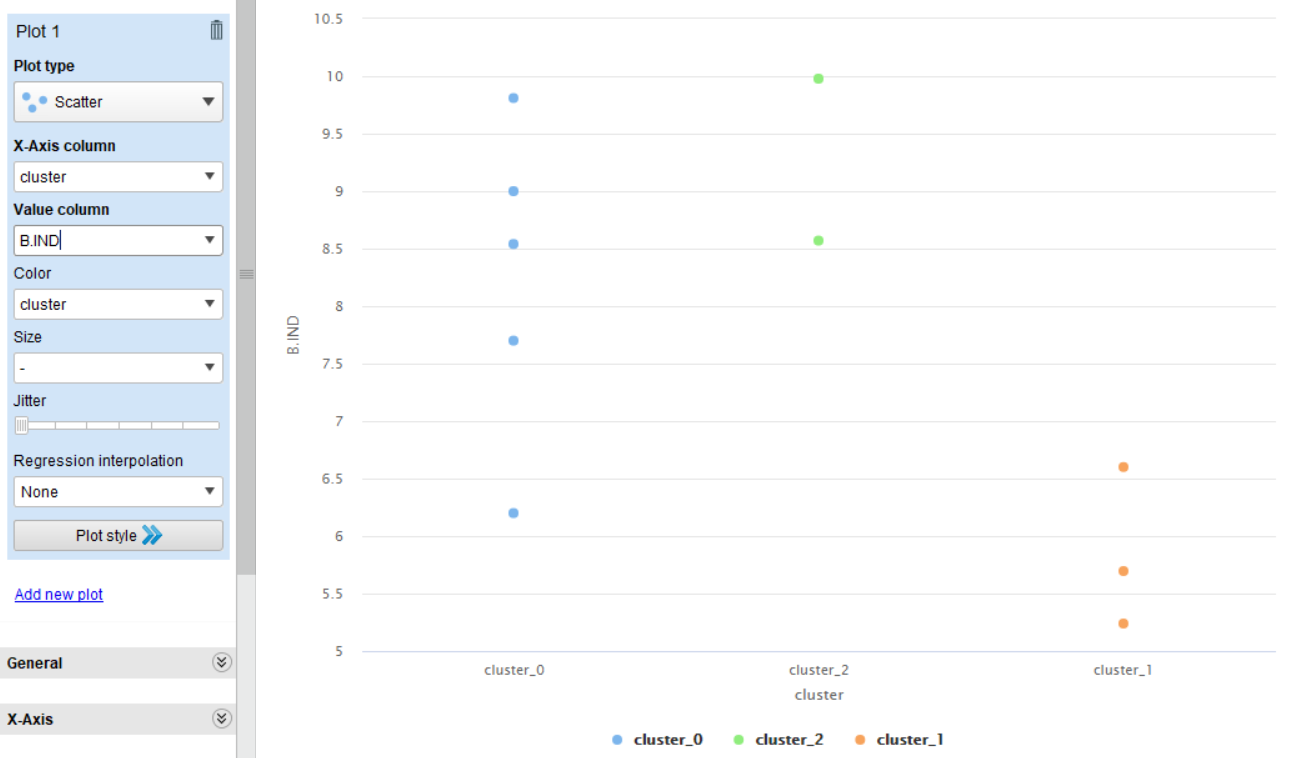 Plot 1
Plot type
Scatter
X-Axis column
cluster
Value column
B.IND
Color
cluster
Size
-
Jitter
Regression interpolation
None
Plot style
Add new plot
General
X-Axis
10.5
10
9.5
9
8.5
8
7.5
7
6.5
6
5.5
5
B.IND
cluster_0 cluster_2 cluster_1
cluster
cluster_0 cluster_2 cluster_1